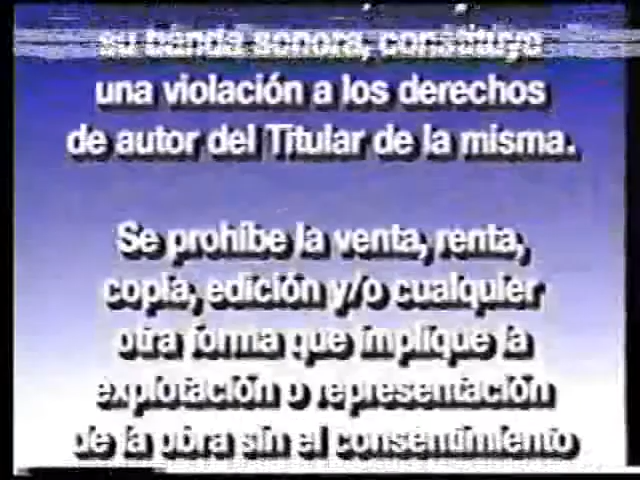 su banda sonora, constituye
una violación a los derechos
de autor del Titular de la misma.
Se prohíbe la venta, renta,
copia, edición y/o cualquier
otra forma que implique la
explotación o representación
de la obra sin el consentimiento